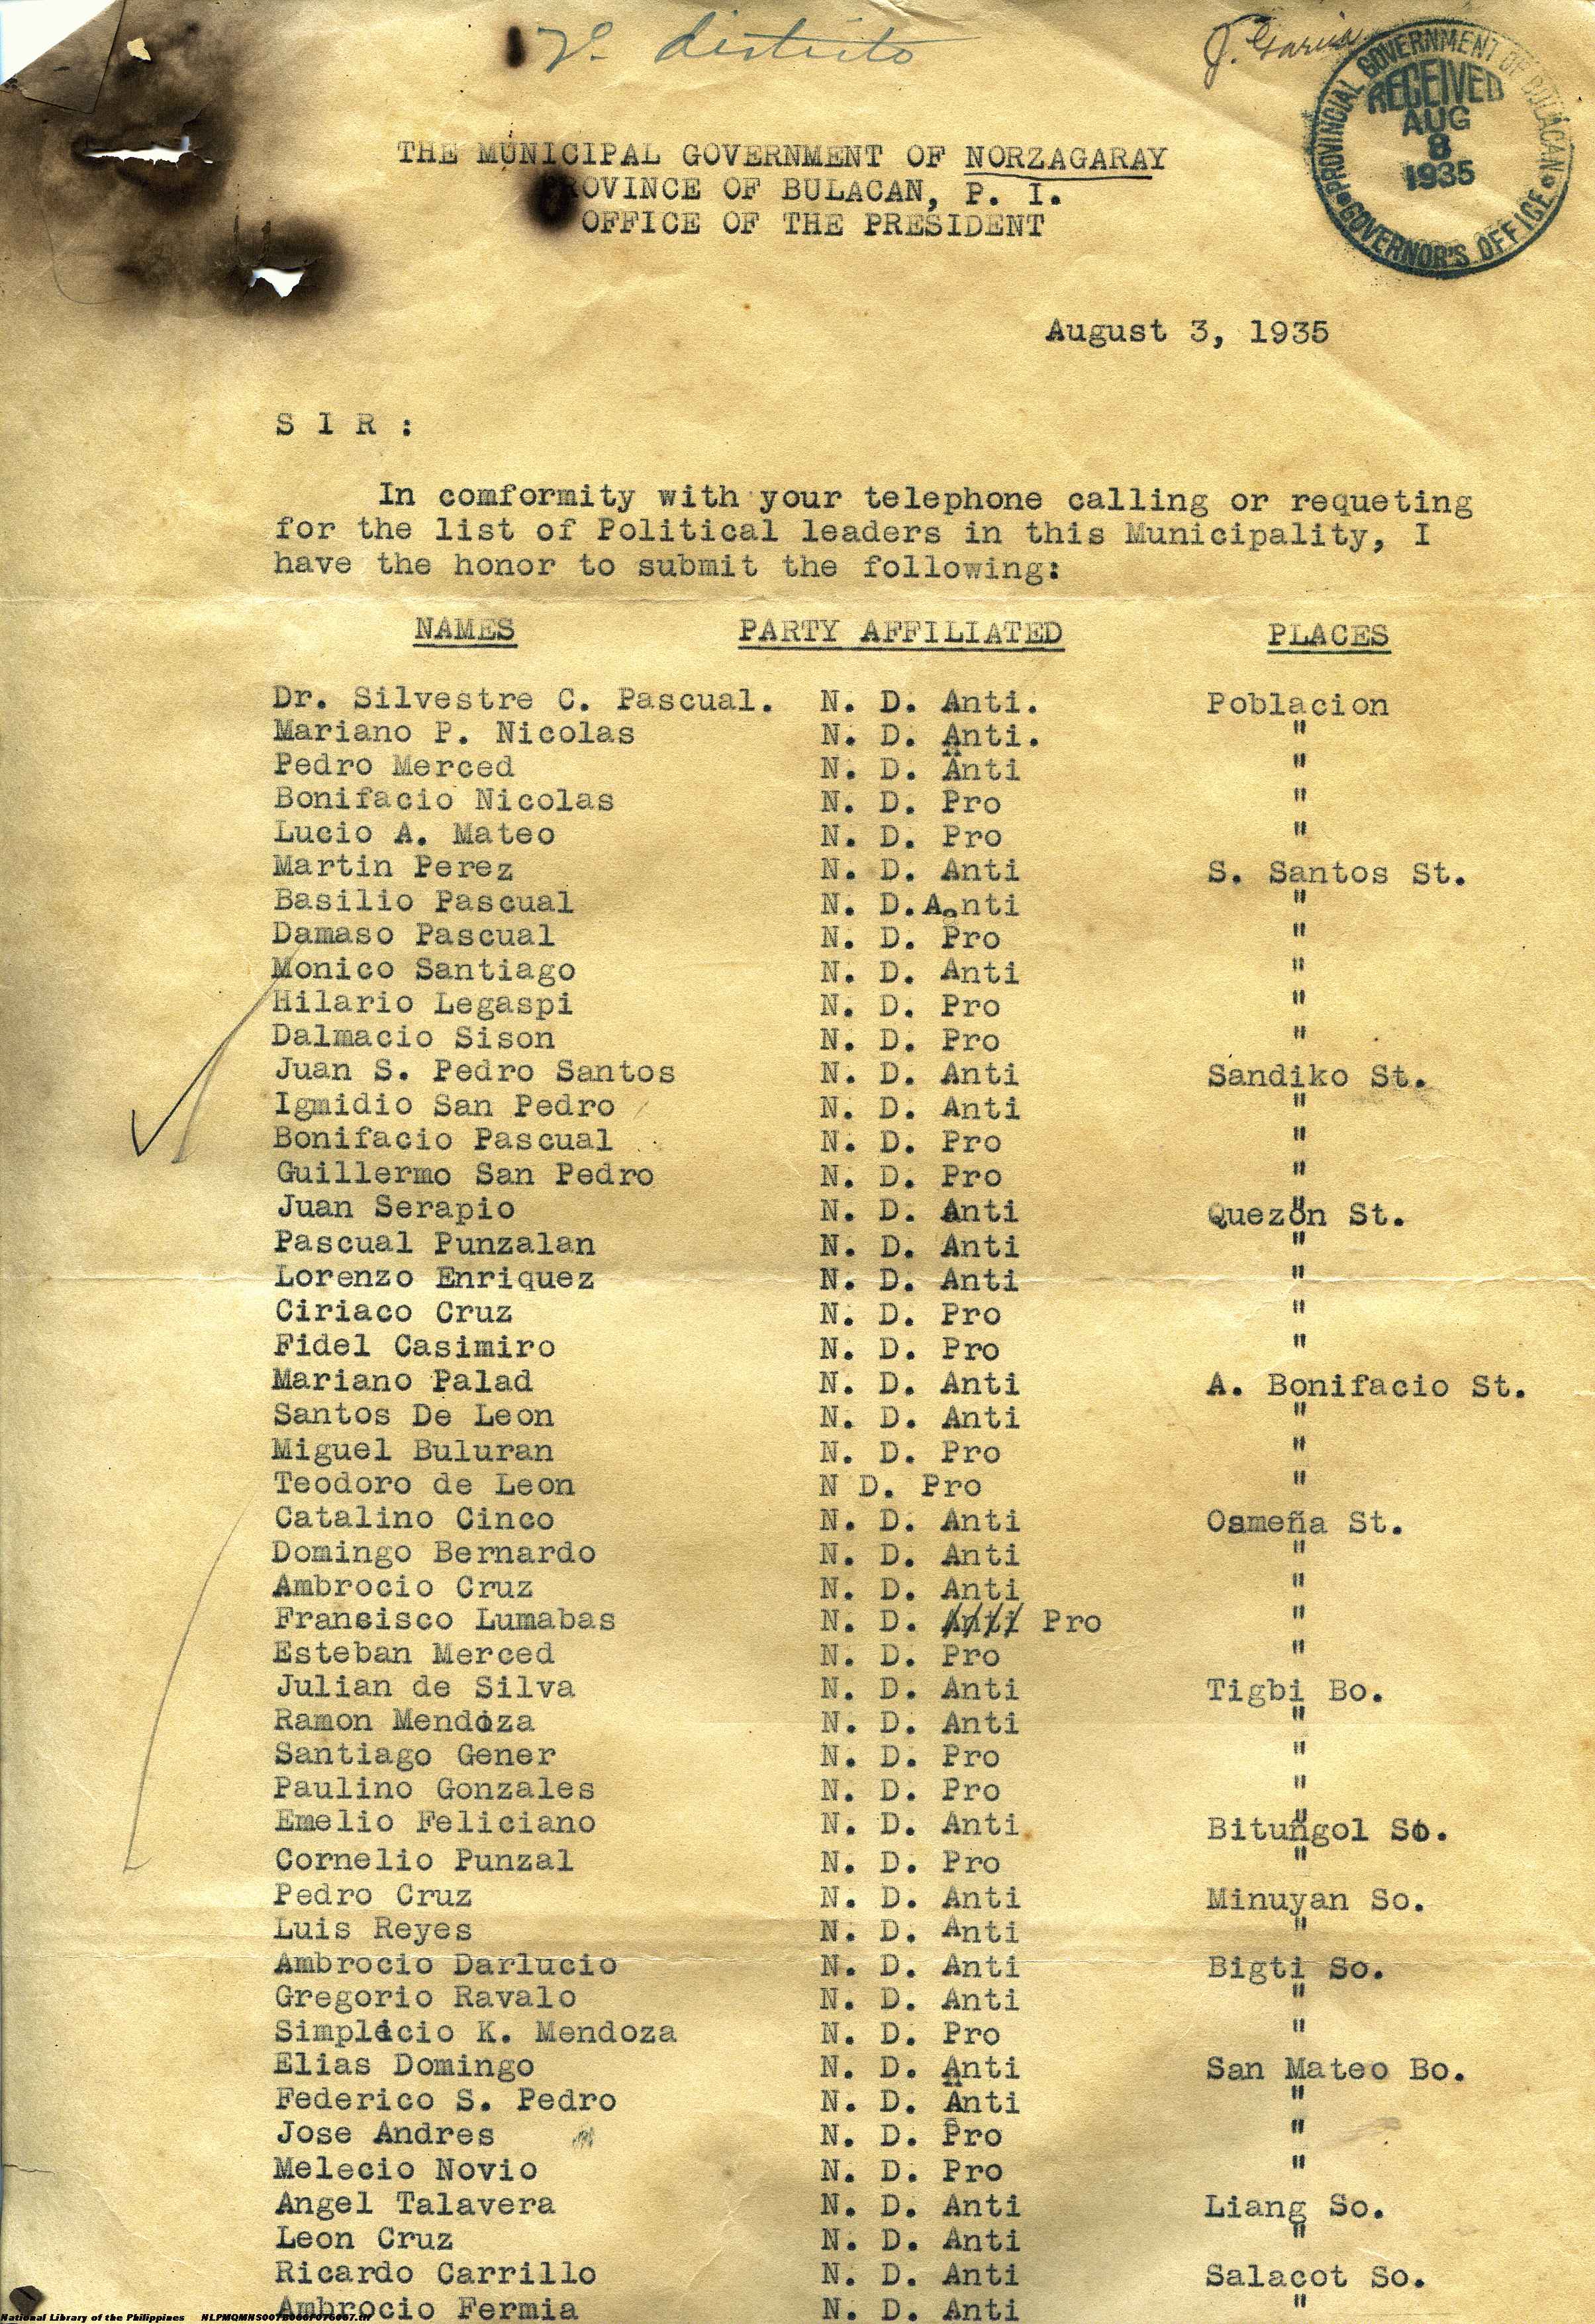 2º distrito
J. Garcia
PROVINCIAL GOVERNMENT OF BULACAN
RECEIVED
AUG
8
1935
GOVERNOR'S OFFICE
THE MUNICIPAL GOVERNMENT OF NORZAGARAY
PROVINCE OF BULACAN, P. I.
OFFICE OF THE PRESIDENT
August 3, 1935
S I R :
In comformity with your telephone calling or requeting
for the list of Political leaders in this Municipality, I
have the honor to submit the following:
NAMES PARTY AFFILIATED PLACES
Dr. Silvestre C. Pascual. N. D. Anti. Poblacion
Mariano P. Nicolas N. D. Anti. "
Pedro Merced N. D. Anti "
Bonifacio Nicolas N. D. Pro "
Lucio A. Mateo N. D. Pro "
Martin Perez N. D. Anti S. Santos St.
Basilio Pascual N. D. Anti "
Damaso Pascual N. D. Pro "
Monico Santiago N. D. Anti "
Hilario Legaspi N. D. Pro "
Dalmacio Sison N. D. Pro "
Juan S. Pedro Santos N. D. Anti Sandiko St.
Igmidio San Pedro N. D. Anti "
Bonifacio Pascual N. D. Pro "
Guillermo San Pedro N. D. Pro "
Juan Serapio N. D. Anti Quezon St.
Pascual Punzalan N. D. Anti "
Lorenzo Enriquez N. D. Anti "
Ciriaco Cruz N. D. Pro "
Fidel Casimiro N. D. Pro "
Mariano Palad N. D. Anti A. Bonifacio St.
Santos De Leon N. D. Anti "
Miguel Buluran N. D. Pro "
Teodoro de Leon N D. Pro "
Catalino Cinco N. D. Anti Osmeña St.
Domingo Bernardo N. D. Anti "
Ambrocio Cruz N. D. Anti "
Francisco Lumabas N. D. Anti Pro "
Esteban Merced N. D. Pro "
Julian de Silva N. D. Anti Tigbi Bo.
Ramon Mendoza N. D. Anti "
Santiago Gener N. D. Pro "
Paulino Gonzales N. D. Pro "
Emelio Feliciano N. D. Anti Bitungol So.
Cornelio Punzal N. D. Pro "
Pedro Cruz N. D. Anti Minuyan So.
Luis Reyes N. D. Anti "
Ambrocio Darlucio N. D. Anti Bigti So.
Gregorio Ravalo N. D. Anti "
Simplicio K. Mendoza N. D. Pro "
Elias Domingo N. D. Anti San Mateo Bo.
Federico S. Pedro N. D. Anti "
Jose Andres N. D. Pro "
Melecio Novio N. D. Pro "
Angel Talavera N. D. Anti Liang So.
Leon Cruz N. D. Anti "
Ricardo Carrillo N. D. Anti Salacot So.
Ambrocio Fermia N. D. Anti "
National Library of the Philippines